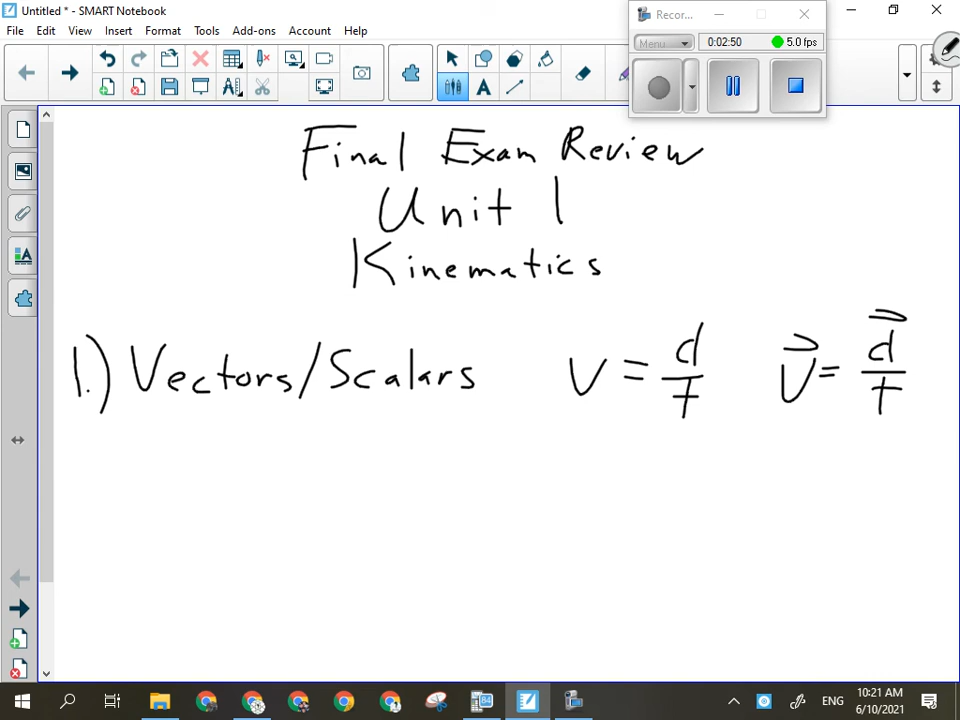 Untitled * - SMART Notebook
Recor...
File Edit View Insert Format Tools Add-ons Account Help
Menu 0:02:50 5.0 fps
A
A
Final Exam Review
Unit 1
Kinematics
1.) Vectors/Scalars v = d/t v⃗ = d⃗/t
ENG 10:21 AM
6/10/2021